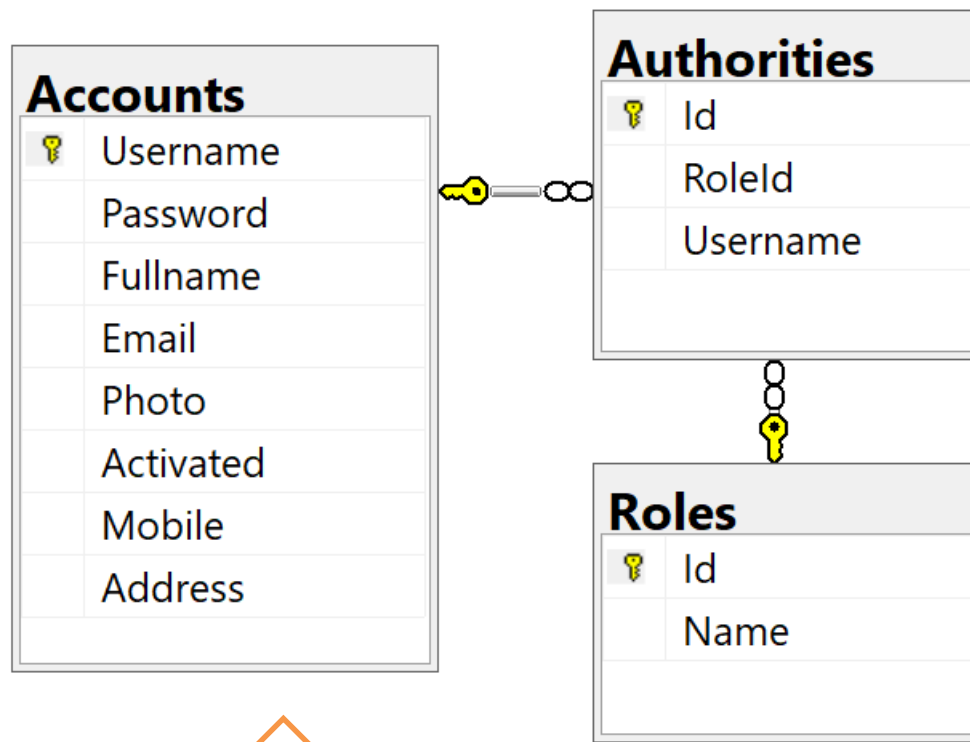 Accounts
Username
Password
Fullname
Email
Photo
Activated
Mobile
Address
Authorities
Id
RoleId
Username
Roles
Id
Name